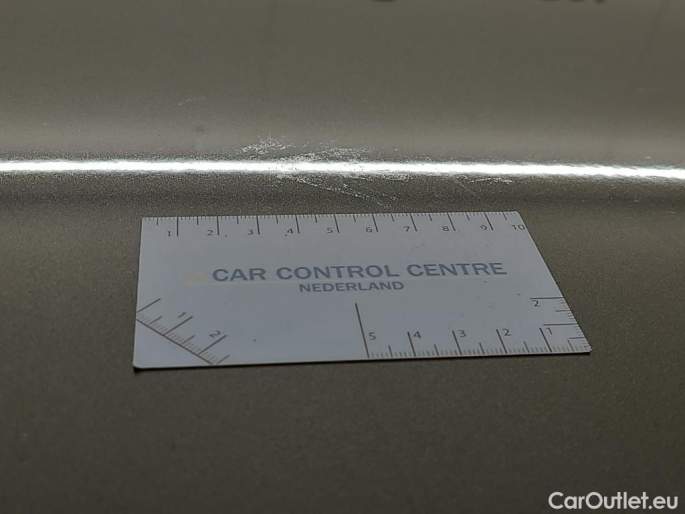 1 2 3 4 5 6 7 8 9 10
CAR CONTROL CENTRE
NEDERLAND
1 2
5 4 3 2 1
2
CarOutlet.eu